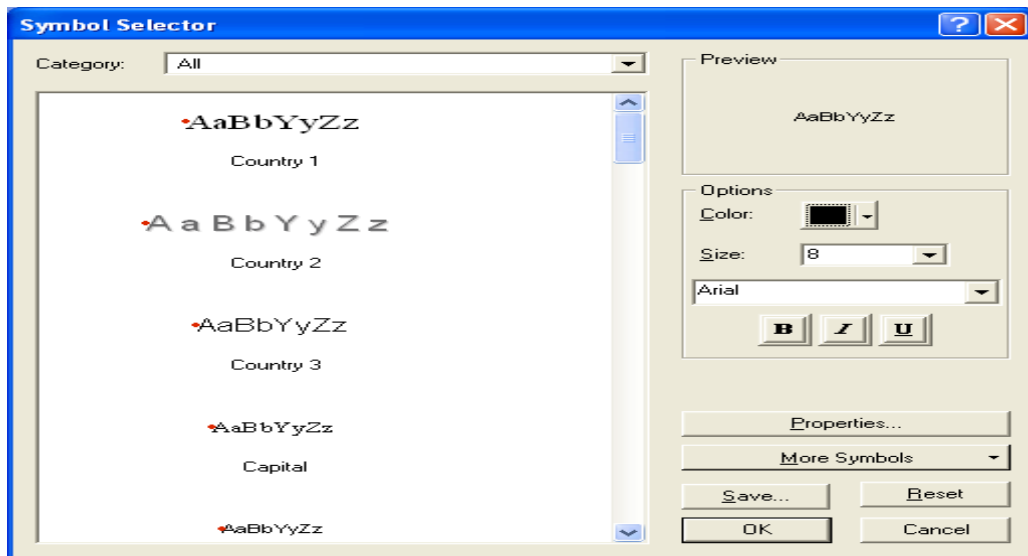 Symbol Selector
Category: All
AaBbYyZz
Country 1
AaBbYyZz
Country 2
AaBbYyZz
Country 3
AaBbYyZz
Capital
AaBbYyZz
Preview
AaBbYyZz
Options
Color:
Size: 8
Arial
B I U
Properties...
More Symbols
Save... Reset
OK Cancel